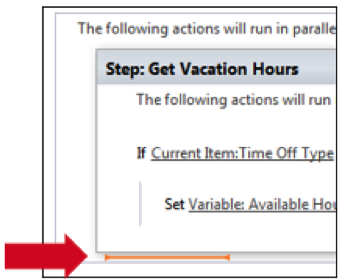 The following actions will run in paralle
Step: Get Vacation Hours
The following actions will run
If Current Item:Time Off Type
Set Variable: Available Hou